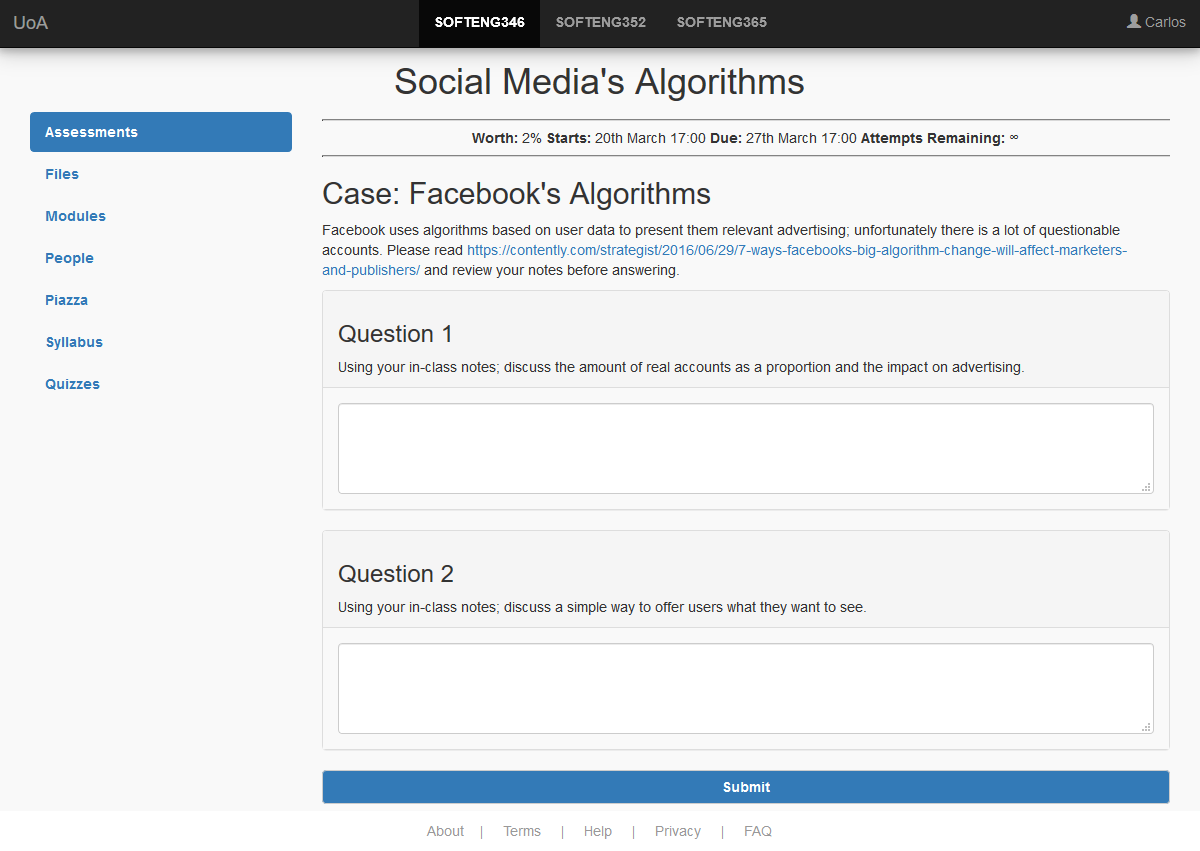 UoA SOFTENG346 SOFTENG352 SOFTENG365 Carlos
Social Media's Algorithms
Assessments
Files
Modules
People
Piazza
Syllabus
Quizzes
Worth: 2% Starts: 20th March 17:00 Due: 27th March 17:00 Attempts Remaining: ∞
Case: Facebook's Algorithms
Facebook uses algorithms based on user data to present them relevant advertising; unfortunately there is a lot of questionable
accounts. Please read https://contently.com/strategist/2016/06/29/7-ways-facebooks-big-algorithm-change-will-affect-marketers-
and-publishers/ and review your notes before answering.
Question 1
Using your in-class notes; discuss the amount of real accounts as a proportion and the impact on advertising.
Question 2
Using your in-class notes; discuss a simple way to offer users what they want to see.
Submit
About | Terms | Help | Privacy | FAQ